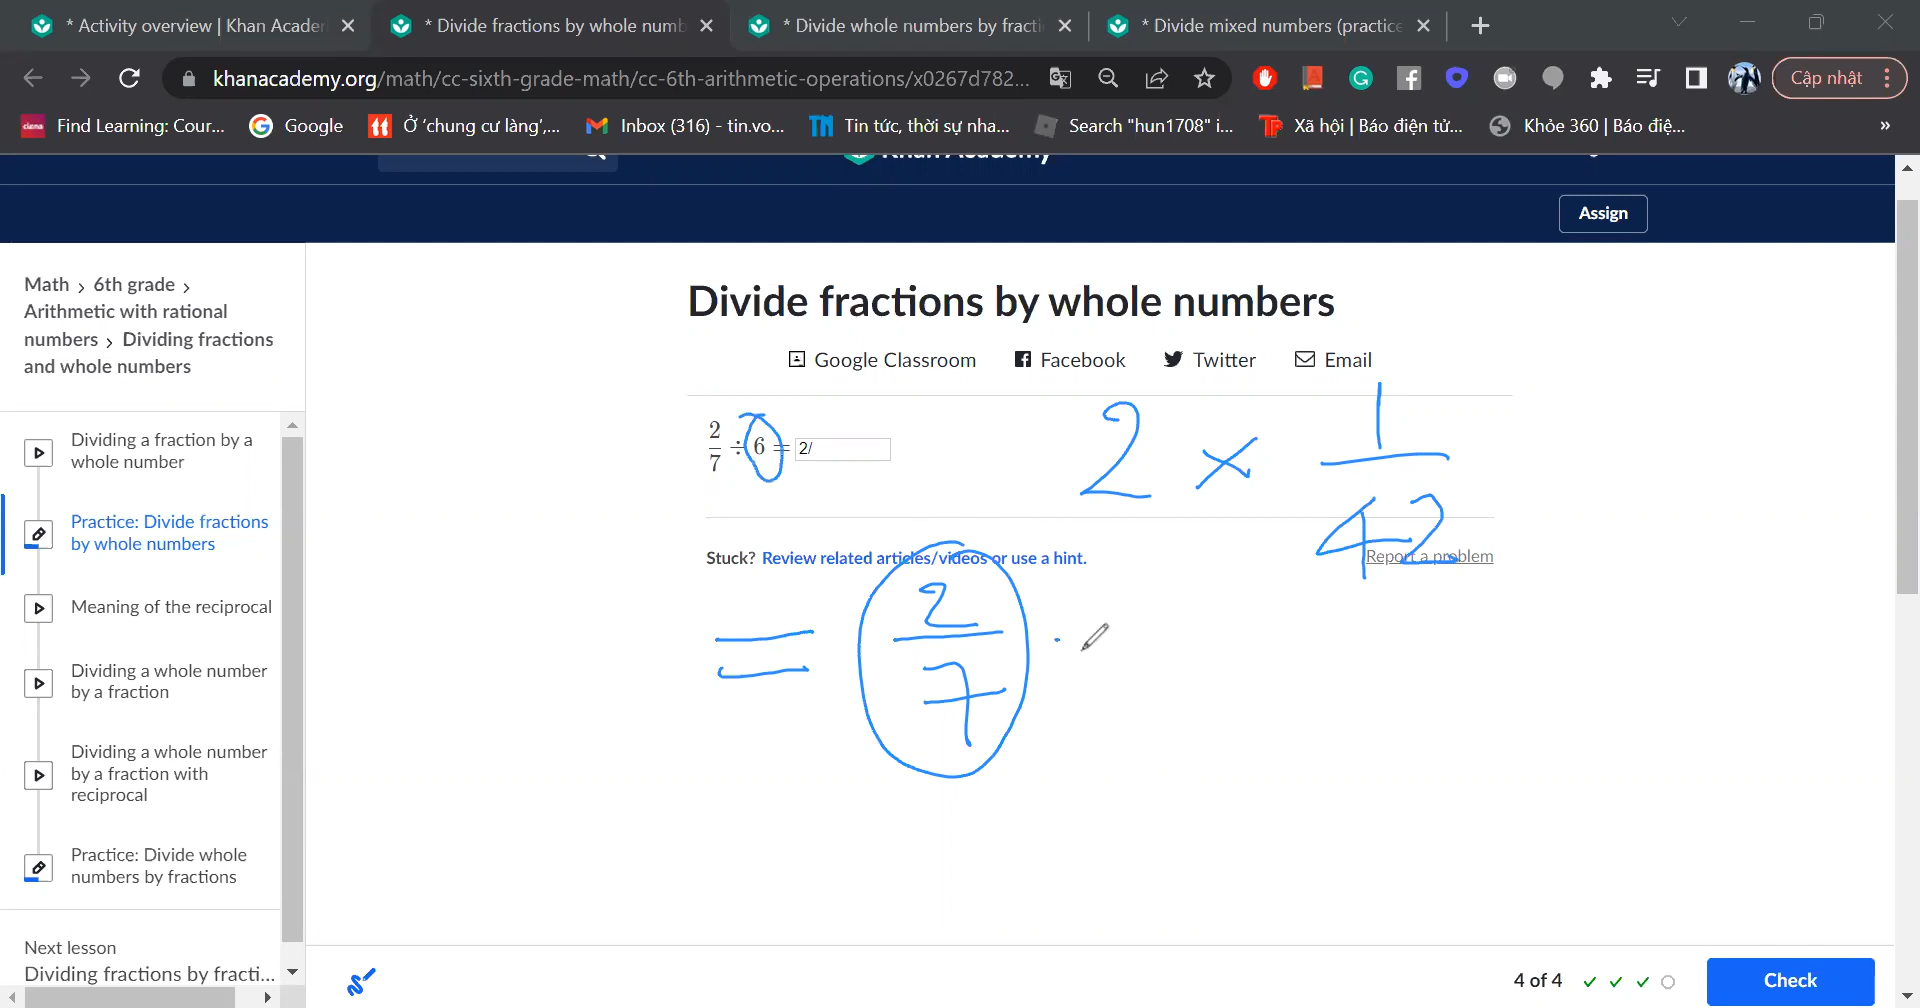 * Activity overview | Khan Acader
* Divide fractions by whole numb
* Divide whole numbers by fracti
* Divide mixed numbers (practice
khanacademy.org/math/cc-sixth-grade-math/cc-6th-arithmetic-operations/x0267d782...
Cập nhật
Find Learning: Cour...
Google
Ở 'chung cư làng',...
Inbox (316) - tin.vo...
Tin tức, thời sự nha...
Search "hun1708" i...
Xã hội | Báo điện tử...
Khỏe 360 | Báo điệ...
»
Khan Academy
Assign
Math > 6th grade >
Arithmetic with rational
numbers > Dividing fractions
and whole numbers
Dividing a fraction by a
whole number
Practice: Divide fractions
by whole numbers
Meaning of the reciprocal
Dividing a whole number
by a fraction
Dividing a whole number
by a fraction with
reciprocal
Practice: Divide whole
numbers by fractions
Next lesson
Dividing fractions by fracti...
Divide fractions by whole numbers
Google Classroom Facebook Twitter Email
2/7 ÷ 6 = 2/
2 × 1/42
Stuck? Review related articles/videos or use a hint.
Report a problem
= 2/7 ·
4 of 4
Check